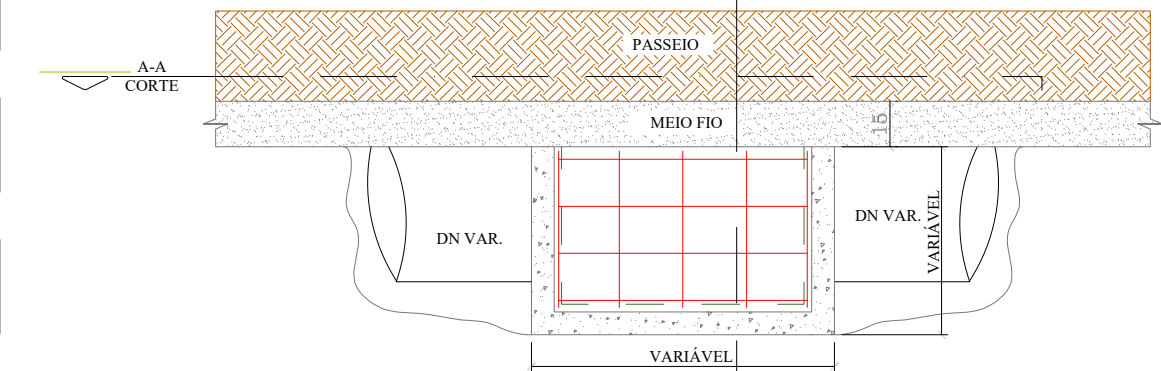 PASSEIO
A-A
CORTE
MEIO FIO
15
DN VAR.
DN VAR.
VARIÁVEL
VARIÁVEL